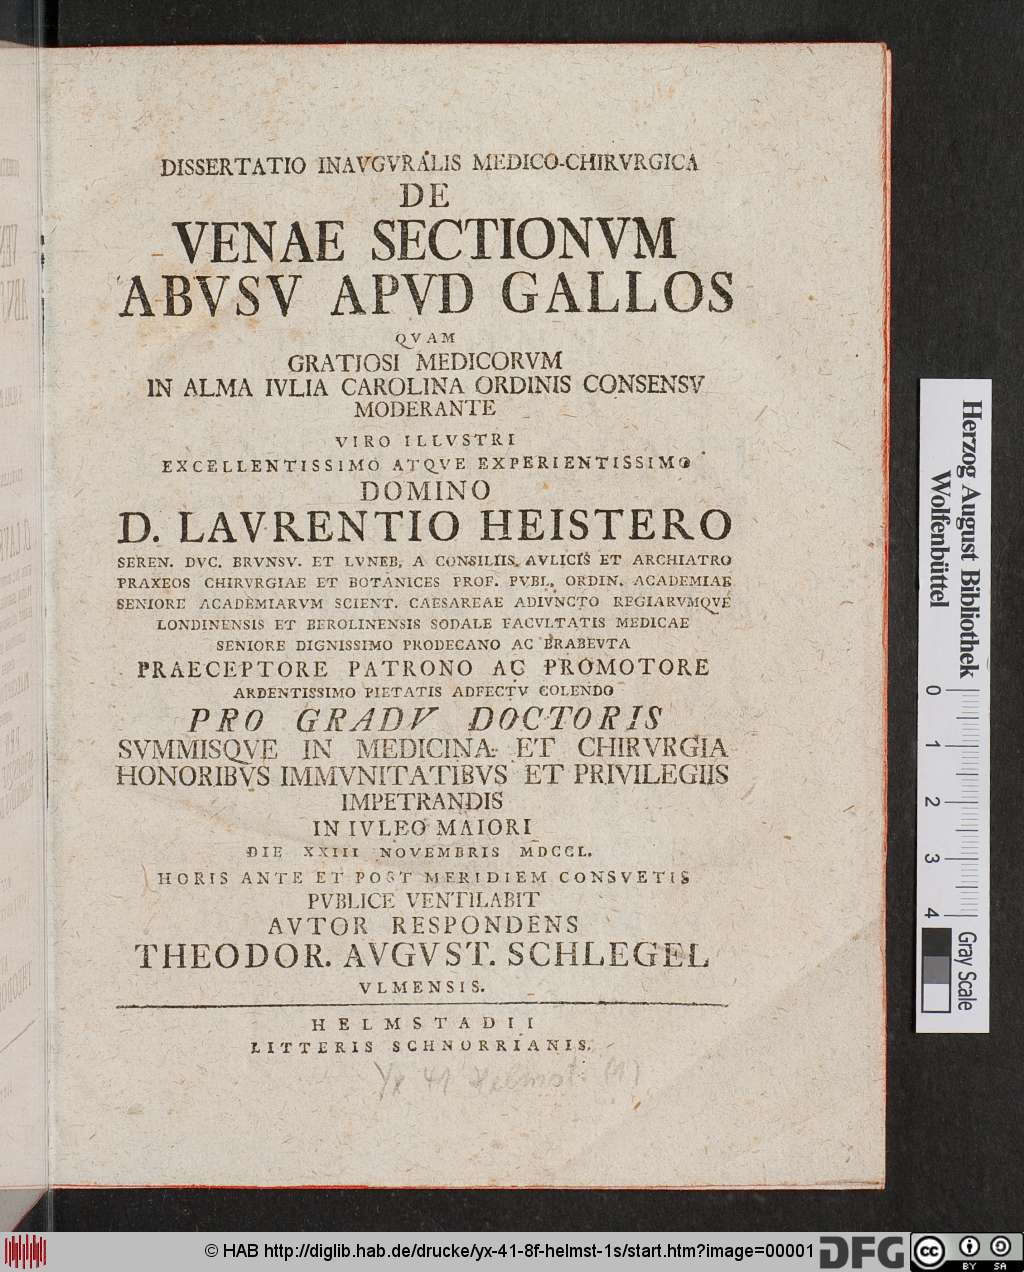 DISSERTATIO INAVGVRALIS MEDICO-CHIRVRGICA
DE
VENAE SECTIONVM
ABVSV APVD GALLOS
QVAM
GRATIOSI MEDICORVM
IN ALMA IVLIA CAROLINA ORDINIS CONSENSV
MODERANTE
VIRO ILLVSTRI
EXCELLENTISSIMO ATQVE EXPERIENTISSIMO
DOMINO
D. LAVRENTIO HEISTERO
SEREN. DVC. BRVNSV. ET LVNEB. A CONSILIIS AVLICIS ET ARCHIATRO
PRAXEOS CHIRVRGIAE ET BOTANICES PROF. PVBL. ORDIN. ACADEMIAE
SENIORE ACADEMIARVM SCIENT. CAESAREAE ADIVNCTO REGIARVMQVE
LONDINENSIS ET BEROLINENSIS SODALE FACVLTATIS MEDICAE
SENIORE DIGNISSIMO PRODECANO AC BRABEVTA
PRAECEPTORE PATRONO AC PROMOTORE
ARDENTISSIMO PIETATIS ADFECTV COLENDO
PRO GRADV DOCTORIS
SVMMISQVE IN MEDICINA ET CHIRVRGIA
HONORIBVS IMMVNITATIBVS ET PRIVILEGIIS
IMPETRANDIS
IN IVLEO MAIORI
DIE XXIII NOVEMBRIS MDCCL.
HORIS ANTE ET POST MERIDIEM CONSVETIS
PVBLICE VENTILABIT
AVTOR RESPONDENS
THEODOR. AVGVST. SCHLEGEL
VLMENSIS.
HELMSTADII
LITTERIS SCHNORRIANIS.
Yx 41 Helmst. (1)
Herzog August Bibliothek
Wolfenbüttel
0 1 2 3 4
Gray Scale
© HAB http://diglib.hab.de/drucke/yx-41-8f-helmst-1s/start.htm?image=00001
DFG
cc BY SA